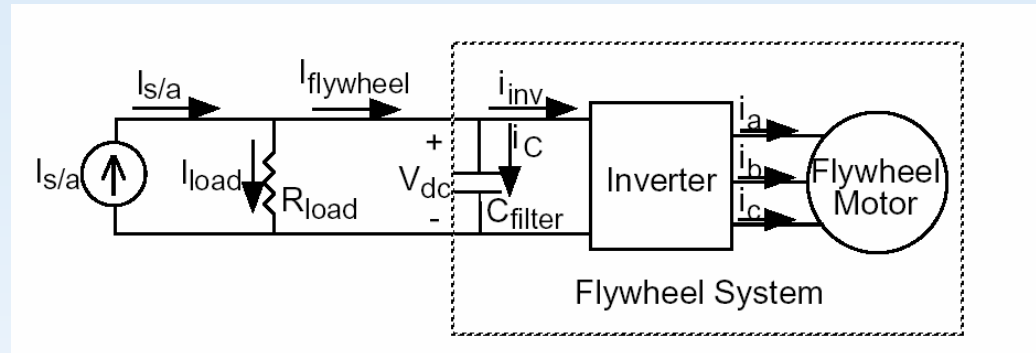 Is/a
Iflywheel
iinv
ia
+
iC
Is/a
Iload
Rload
Vdc
Inverter
ib
Flywheel
Motor
-
Cfilter
ic
Flywheel System